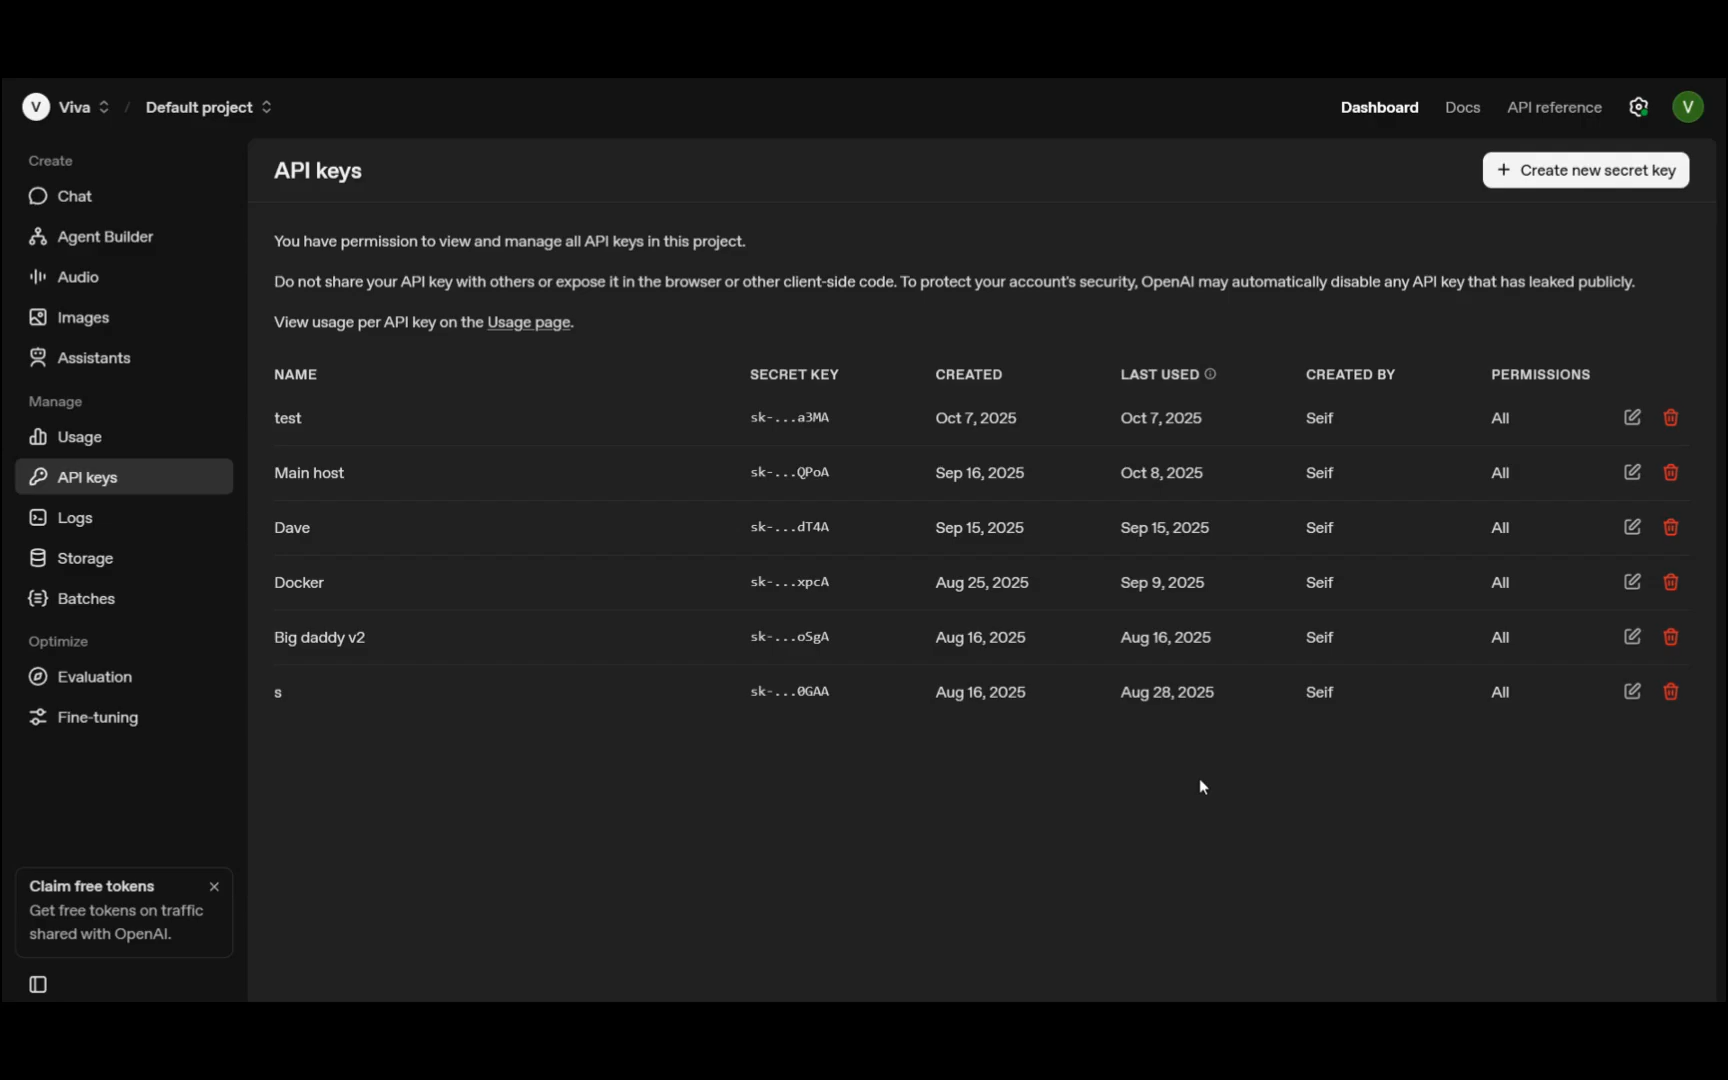 V Viva / Default project Dashboard Docs API reference V
Create
Chat
Agent Builder
Audio
Images
Assistants
Manage
Usage
API keys
Logs
Storage
Batches
Optimize
Evaluation
Fine-tuning
Claim free tokens
Get free tokens on traffic
shared with OpenAI.
API keys + Create new secret key
You have permission to view and manage all API keys in this project.
Do not share your API key with others or expose it in the browser or other client-side code. To protect your account's security, OpenAI may automatically disable any API key that has leaked publicly.
View usage per API key on the Usage page.
NAME SECRET KEY CREATED LAST USED CREATED BY PERMISSIONS
test sk-...a3MA Oct 7, 2025 Oct 7, 2025 Seif All
Main host sk-...QPoA Sep 16, 2025 Oct 8, 2025 Seif All
Dave sk-...dT4A Sep 15, 2025 Sep 15, 2025 Seif All
Docker sk-...xpcA Aug 25, 2025 Sep 9, 2025 Seif All
Big daddy v2 sk-...oSgA Aug 16, 2025 Aug 16, 2025 Seif All
s sk-...0GAA Aug 16, 2025 Aug 28, 2025 Seif All